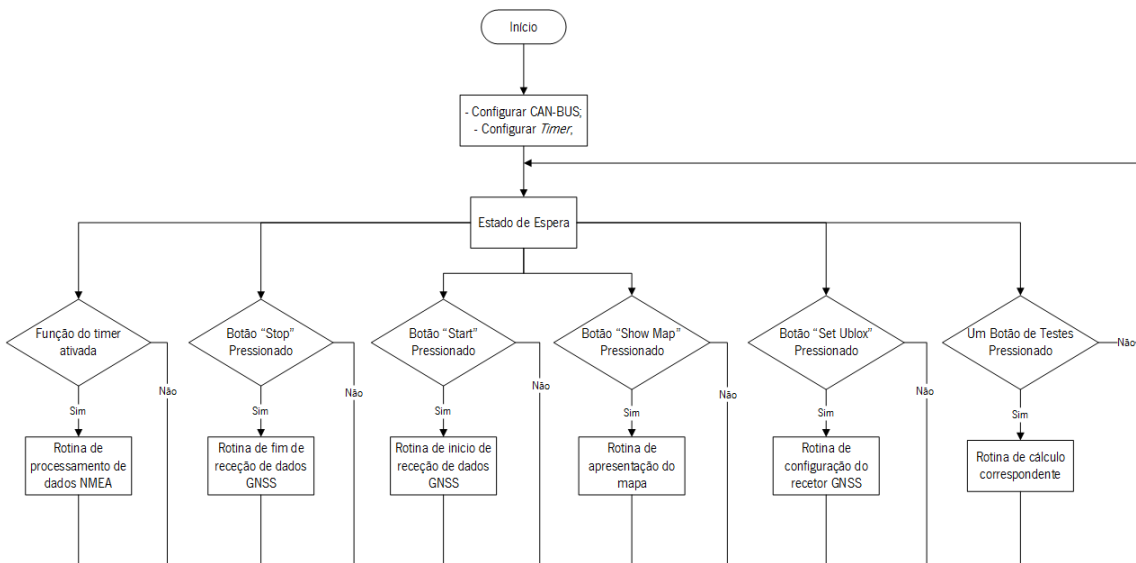 Início
- Configurar CAN-BUS;
- Configurar Timer;
Estado de Espera
Função do timer
ativada
Botão “Stop”
Pressionado
Botão “Start”
Pressionado
Botão “Show Map”
Pressionado
Botão “Set Ublox”
Pressionado
Um Botão de Testes
Pressionado
Não
Não
Não
Não
Não
Não
Sim
Sim
Sim
Sim
Sim
Sim
Rotina de
processamento de
dados NMEA
Rotina de fim de
receção de dados
GNSS
Rotina de inicio de
receção de dados
GNSS
Rotina de
apresentação do
mapa
Rotina de
configuração do
recetor GNSS
Rotina de cálculo
correspondente